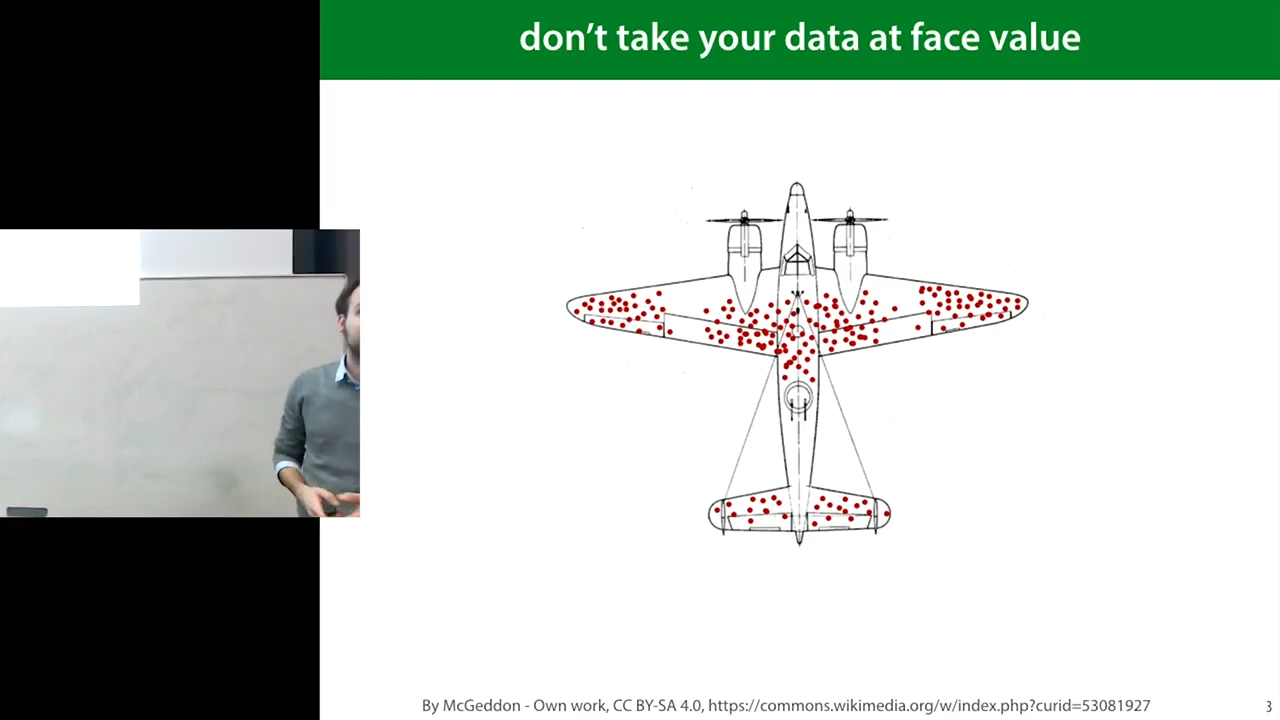 don’t take your data at face value
By McGeddon - Own work, CC BY-SA 4.0, https://commons.wikimedia.org/w/index.php?curid=53081927
3